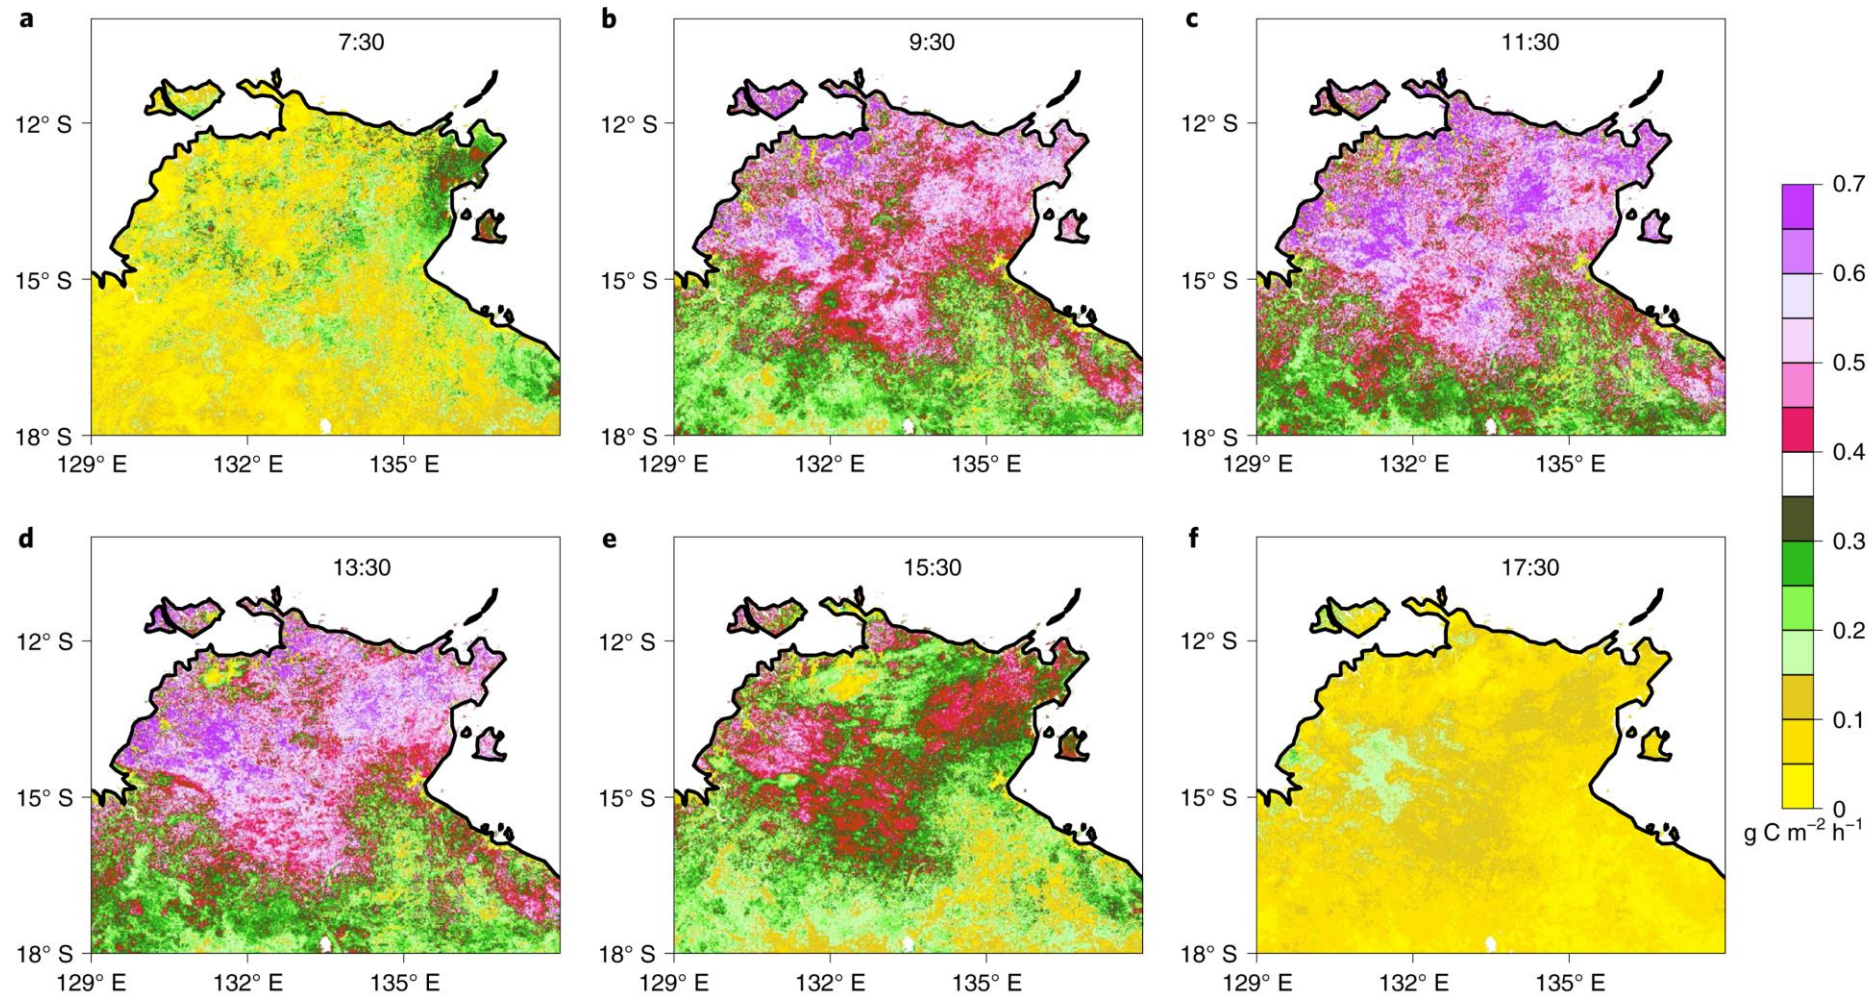 a
7:30
12° S
15° S
18° S
129° E
132° E
135° E
b
9:30
12° S
15° S
18° S
129° E
132° E
135° E
c
11:30
12° S
15° S
18° S
129° E
132° E
135° E
d
13:30
12° S
15° S
18° S
129° E
132° E
135° E
e
15:30
12° S
15° S
18° S
129° E
132° E
135° E
f
17:30
12° S
15° S
18° S
129° E
132° E
135° E
0.7
0.6
0.5
0.4
0.3
0.2
0.1
0
g C m⁻² h⁻¹